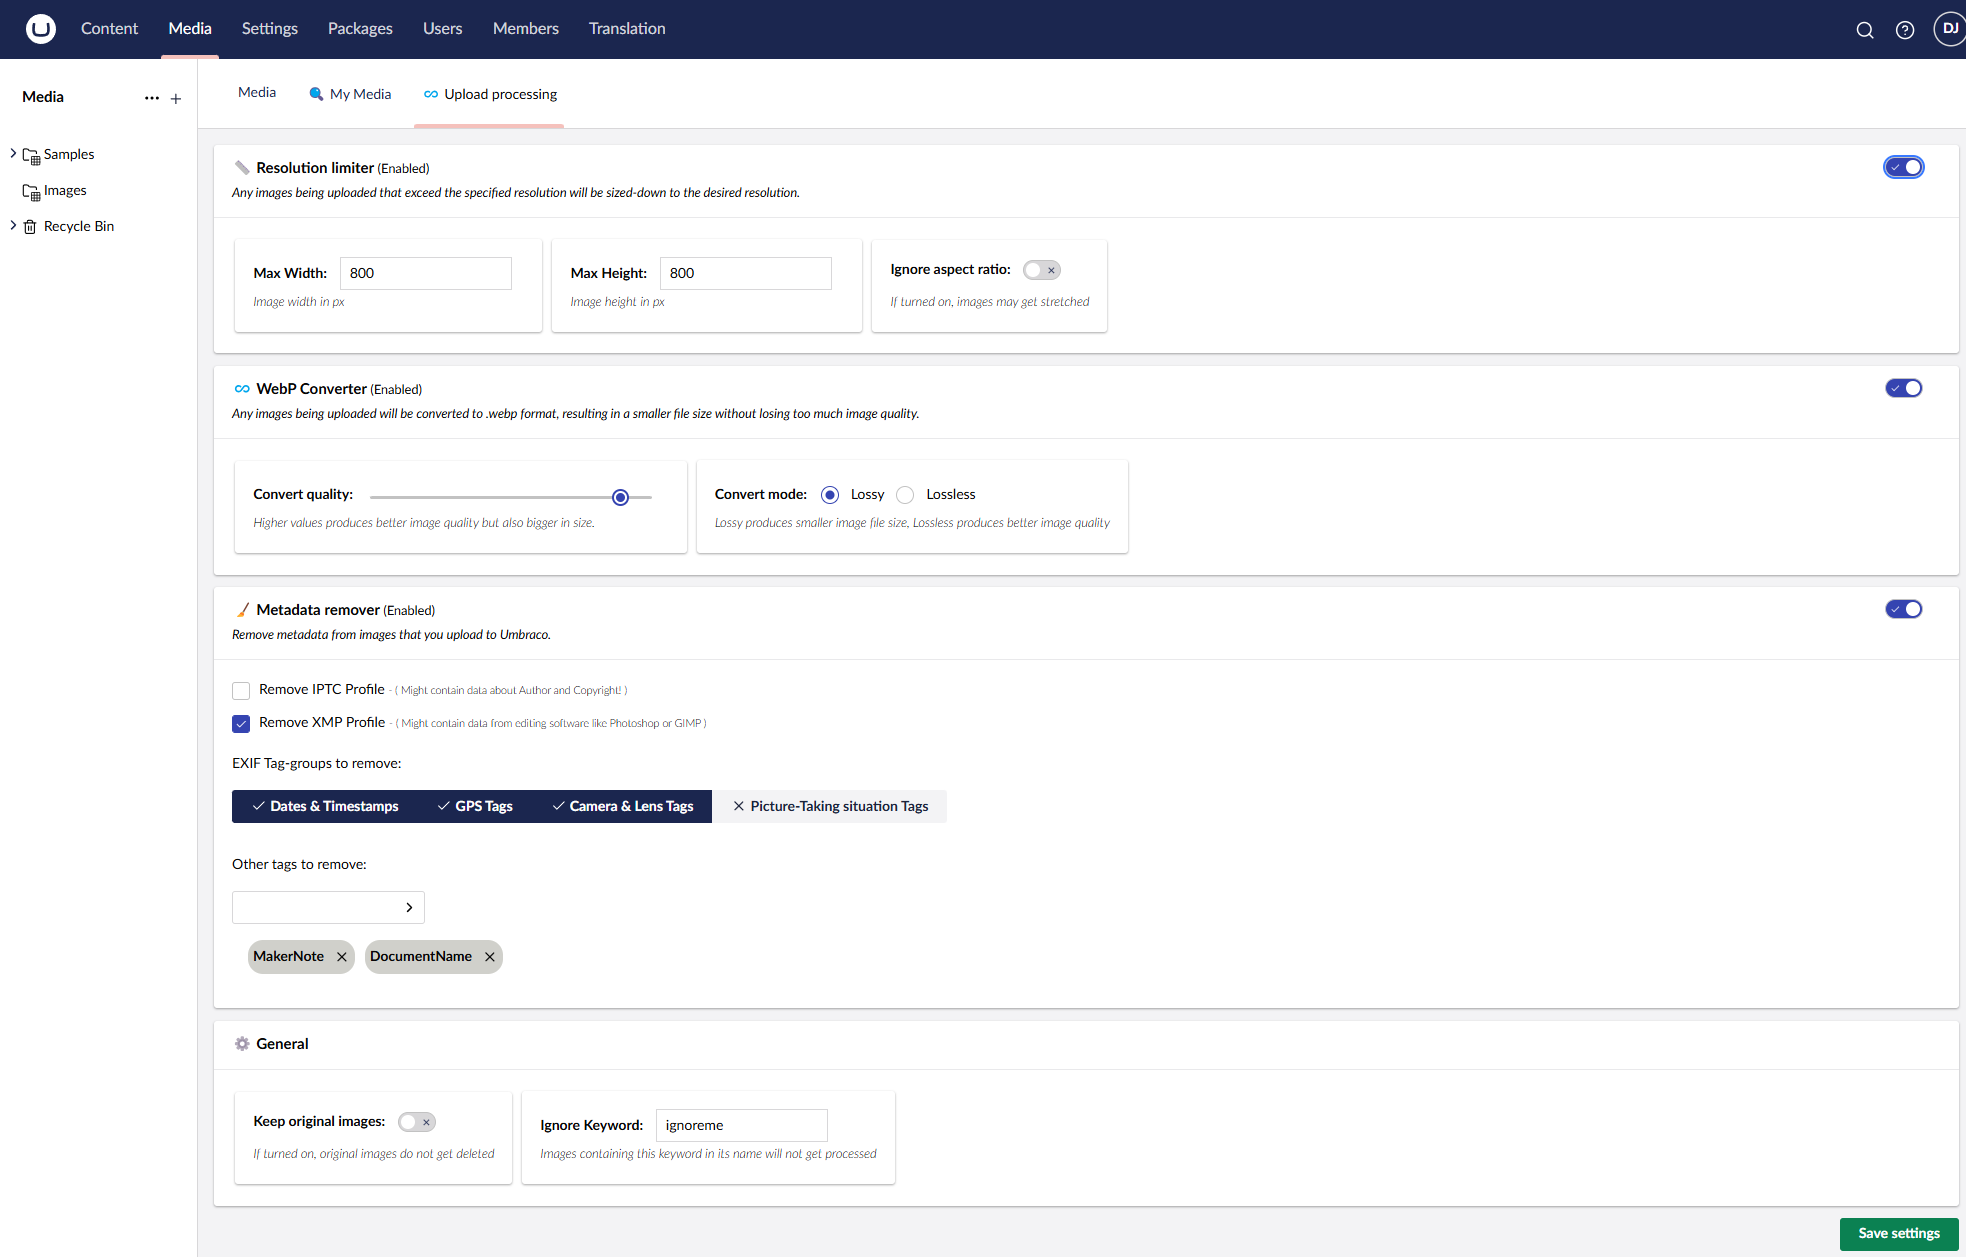 Content Media Settings Packages Users Members Translation DJ
Media
Samples
Images
Recycle Bin
Media My Media Upload processing
Resolution limiter (Enabled)
Any images being uploaded that exceed the specified resolution will be sized-down to the desired resolution.
Max Width: 800
Image width in px
Max Height: 800
Image height in px
Ignore aspect ratio:
If turned on, images may get stretched
WebP Converter (Enabled)
Any images being uploaded will be converted to .webp format, resulting in a smaller file size without losing too much image quality.
Convert quality:
Higher values produces better image quality but also bigger in size.
Convert mode: Lossy Lossless
Lossy produces smaller image file size, Lossless produces better image quality
Metadata remover (Enabled)
Remove metadata from images that you upload to Umbraco.
Remove IPTC Profile - ( Might contain data about Author and Copyright! )
Remove XMP Profile - ( Might contain data from editing software like Photoshop or GIMP )
EXIF Tag-groups to remove:
Dates & Timestamps GPS Tags Camera & Lens Tags Picture-Taking situation Tags
Other tags to remove:
MakerNote DocumentName
General
Keep original images:
If turned on, original images do not get deleted
Ignore Keyword: ignoreme
Images containing this keyword in its name will not get processed
Save settings